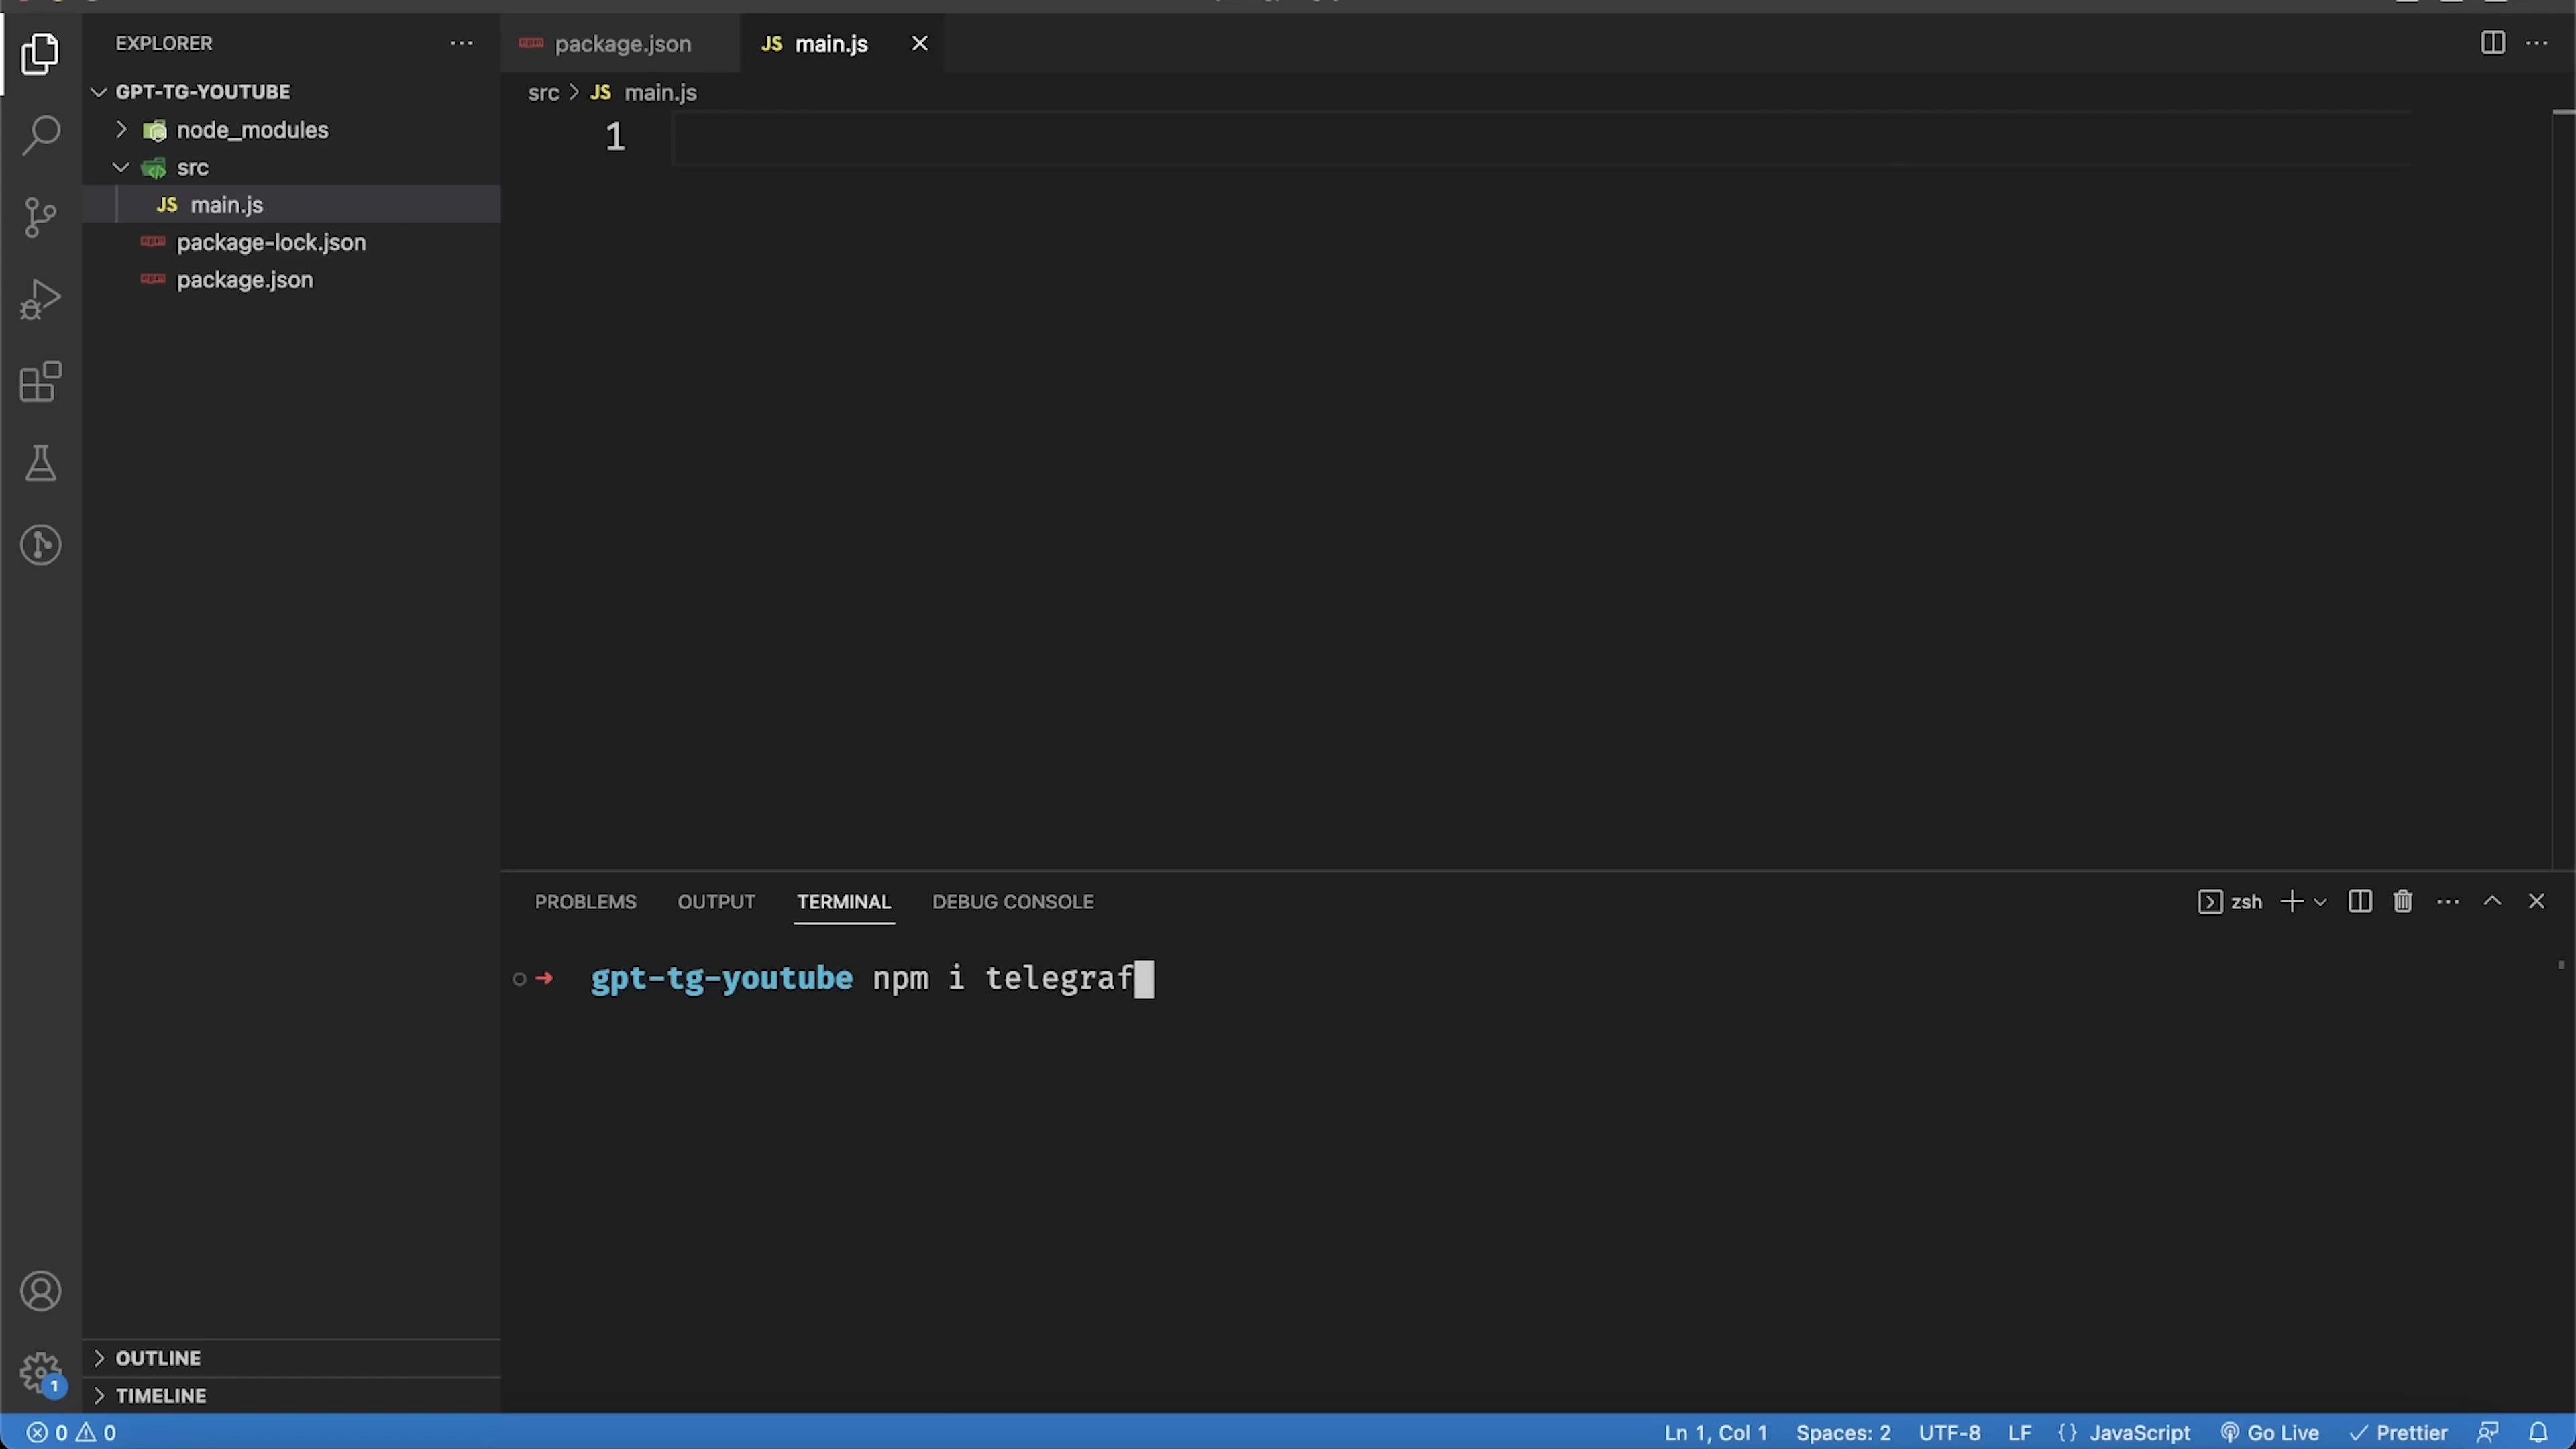 EXPLORER
GPT-TG-YOUTUBE
node_modules
src
JS main.js
package-lock.json
package.json
OUTLINE
TIMELINE
package.json
JS main.js
src > JS main.js
1
PROBLEMS OUTPUT TERMINAL DEBUG CONSOLE
zsh
gpt-tg-youtube npm i telegraf
1
0 0
Ln 1, Col 1 Spaces: 2 UTF-8 LF {} JavaScript Go Live Prettier